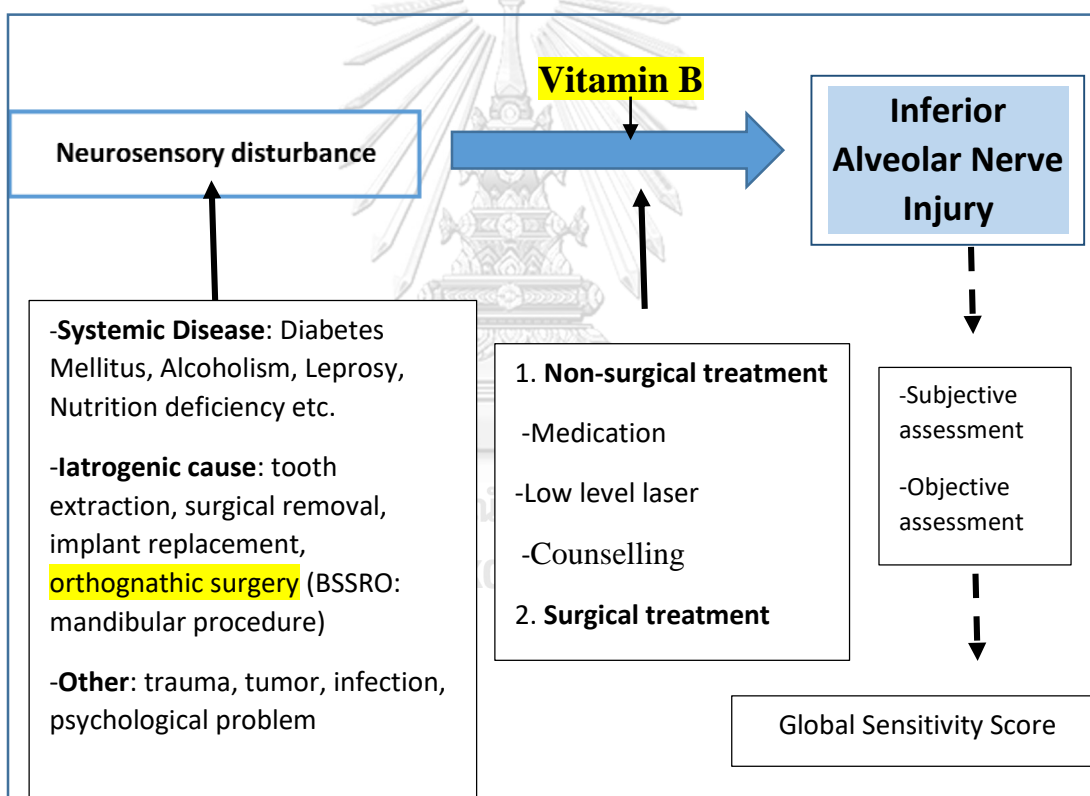 Vitamin B
Neurosensory disturbance
Inferior
Alveolar Nerve
Injury
-Systemic Disease: Diabetes
Mellitus, Alcoholism, Leprosy,
Nutrition deficiency etc.
-Iatrogenic cause: tooth
extraction, surgical removal,
implant replacement,
orthognathic surgery (BSSRO:
mandibular procedure)
-Other: trauma, tumor, infection,
psychological problem
1. Non-surgical treatment
-Medication
-Low level laser
-Counselling
2. Surgical treatment
-Subjective
assessment
-Objective
assessment
Global Sensitivity Score